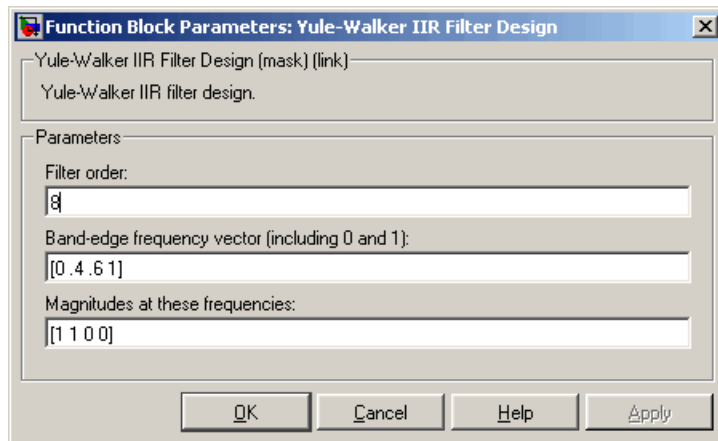 Function Block Parameters: Yule-Walker IIR Filter Design
Yule-Walker IIR Filter Design (mask) (link)
Yule-Walker IIR filter design.
Parameters
Filter order:
8
Band-edge frequency vector (including 0 and 1):
[0 .4 .6 1]
Magnitudes at these frequencies:
[1 1 0 0]
OK Cancel Help Apply